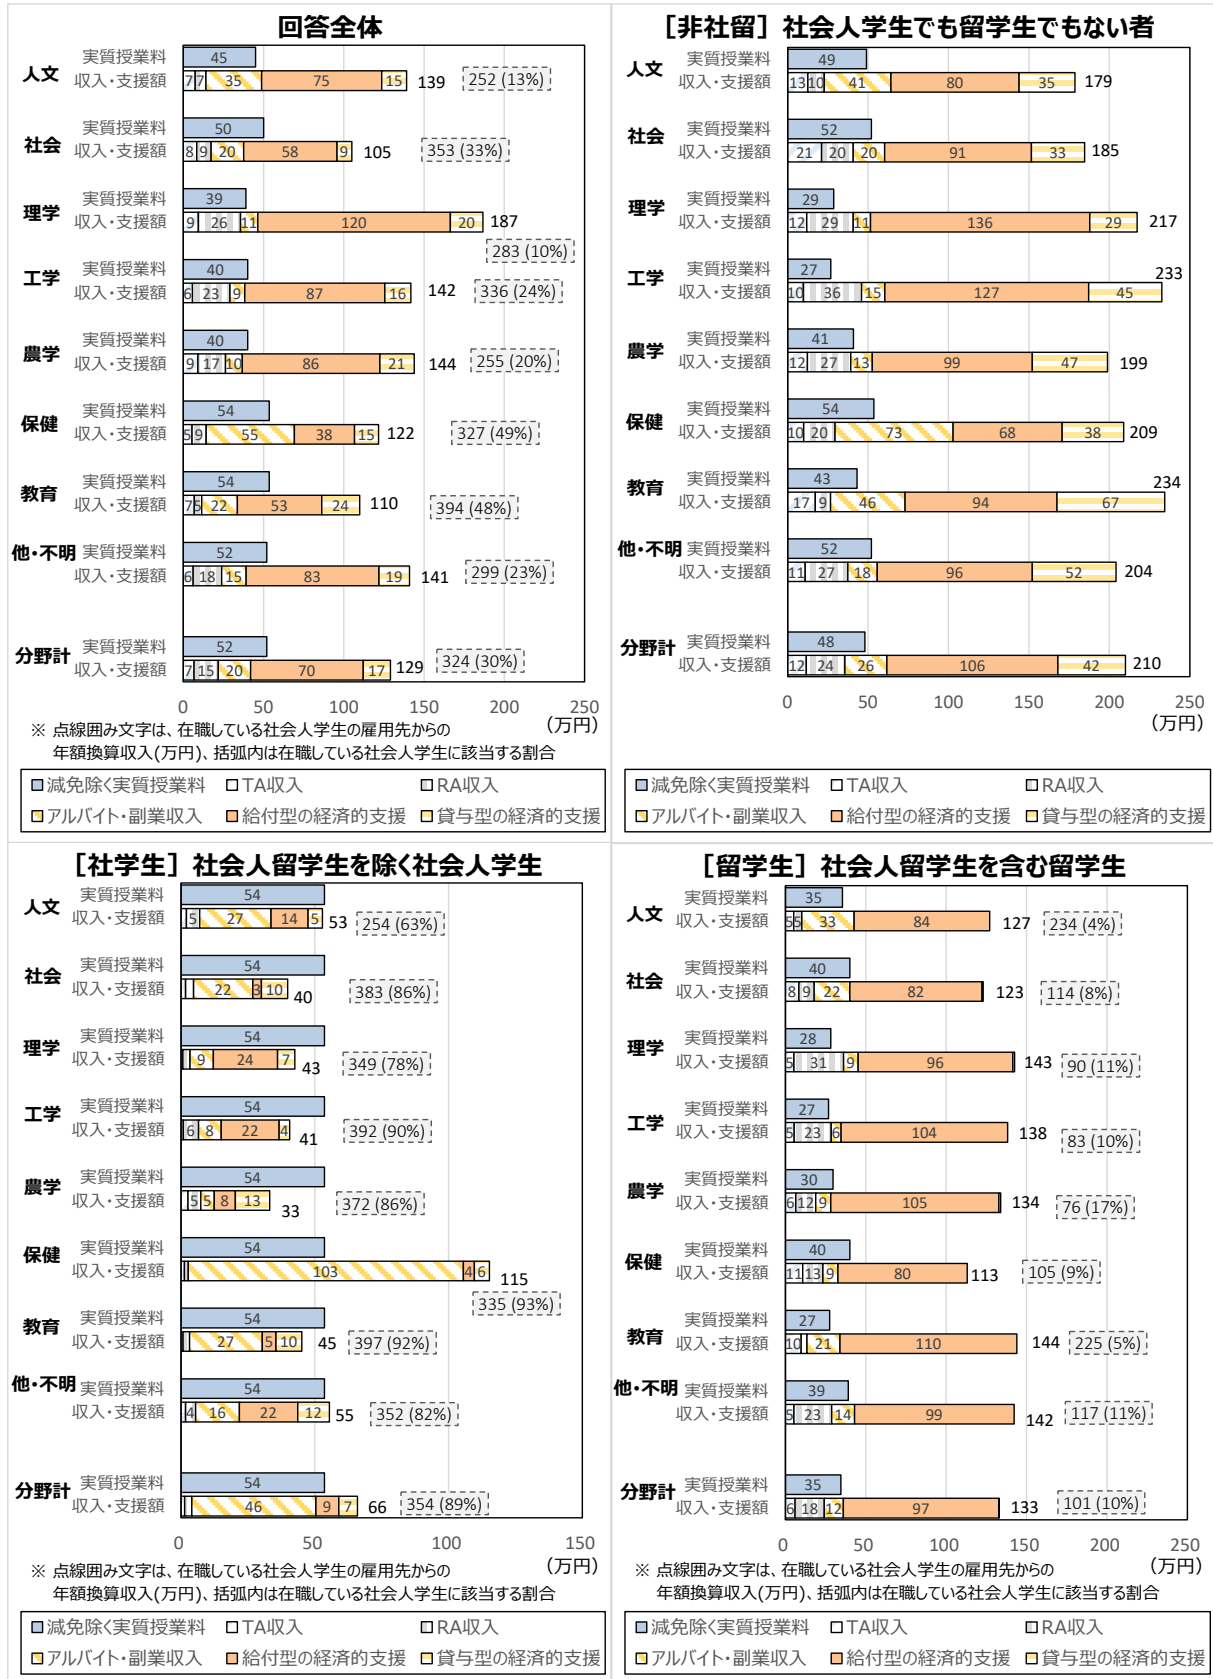 回答全体
人文
実質授業料
45
収入・支援額
7 7 35 75 15 139 252 (13%)
社会
実質授業料
50
収入・支援額
8 9 20 58 9 105 353 (33%)
理学
実質授業料
39
収入・支援額
9 26 11 120 20 187
283 (10%)
工学
実質授業料
40
収入・支援額
6 23 9 87 16 142 336 (24%)
農学
実質授業料
40
収入・支援額
9 17 10 86 21 144 255 (20%)
保健
実質授業料
54
収入・支援額
5 9 55 38 15 122 327 (49%)
教育
実質授業料
54
収入・支援額
7 5 22 53 24 110 394 (48%)
他・不明
実質授業料
52
収入・支援額
6 18 15 83 19 141 299 (23%)
分野計
実質授業料
52
収入・支援額
7 15 20 70 17 129 324 (30%)
0 50 100 150 200 250
(万円)
※ 点線囲み文字は、在職している社会人学生の雇用先からの
年額換算収入(万円)、括弧内は在職している社会人学生に該当する割合
減免除く実質授業料 TA収入 RA収入
アルバイト・副業収入 給付型の経済的支援 貸与型の経済的支援
［非社留］社会人学生でも留学生でもない者
人文
実質授業料
49
収入・支援額
13 10 41 80 35 179
社会
実質授業料
52
収入・支援額
21 20 20 91 33 185
理学
実質授業料
29
収入・支援額
12 29 11 136 29 217
工学
実質授業料
27
233
収入・支援額
10 36 15 127 45
農学
実質授業料
41
収入・支援額
12 27 13 99 47 199
保健
実質授業料
54
収入・支援額
10 20 73 68 38 209
教育
実質授業料
43
234
収入・支援額
17 9 46 94 67
他・不明
実質授業料
52
収入・支援額
11 27 18 96 52 204
分野計
実質授業料
48
収入・支援額
12 24 26 106 42 210
0 50 100 150 200 250
(万円)
減免除く実質授業料 TA収入 RA収入
アルバイト・副業収入 給付型の経済的支援 貸与型の経済的支援
［社学生］社会人留学生を除く社会人学生
人文
実質授業料
54
収入・支援額
5 27 14 5 53 254 (63%)
社会
実質授業料
54
収入・支援額
22 3 10 40 383 (86%)
理学
実質授業料
54
収入・支援額
9 24 7 43 349 (78%)
工学
実質授業料
54
収入・支援額
6 8 22 4 41 392 (90%)
農学
実質授業料
54
収入・支援額
5 5 8 13 33 372 (86%)
保健
実質授業料
54
収入・支援額
103 4 6 115
335 (93%)
教育
実質授業料
54
収入・支援額
27 5 10 45 397 (92%)
他・不明
実質授業料
54
収入・支援額
4 16 22 12 55 352 (82%)
分野計
実質授業料
54
収入・支援額
46 9 7 66 354 (89%)
0 50 100 150
(万円)
※ 点線囲み文字は、在職している社会人学生の雇用先からの
年額換算収入(万円)、括弧内は在職している社会人学生に該当する割合
減免除く実質授業料 TA収入 RA収入
アルバイト・副業収入 給付型の経済的支援 貸与型の経済的支援
［留学生］社会人留学生を含む留学生
人文
実質授業料
35
収入・支援額
5 5 33 84 127 234 (4%)
社会
実質授業料
40
収入・支援額
8 9 22 82 123 114 (8%)
理学
実質授業料
28
収入・支援額
5 31 9 96 143 90 (11%)
工学
実質授業料
27
収入・支援額
5 23 6 104 138 83 (10%)
農学
実質授業料
30
収入・支援額
6 12 9 105 134 76 (17%)
保健
実質授業料
40
収入・支援額
11 13 9 80 113 105 (9%)
教育
実質授業料
27
収入・支援額
10 21 110 144 225 (5%)
他・不明
実質授業料
39
収入・支援額
5 23 14 99 142 117 (11%)
分野計
実質授業料
35
収入・支援額
6 18 12 97 133 101 (10%)
0 50 100 150 200 250
(万円)
※ 点線囲み文字は、在職している社会人学生の雇用先からの
年額換算収入(万円)、括弧内は在職している社会人学生に該当する割合
減免除く実質授業料 TA収入 RA収入
アルバイト・副業収入 給付型の経済的支援 貸与型の経済的支援